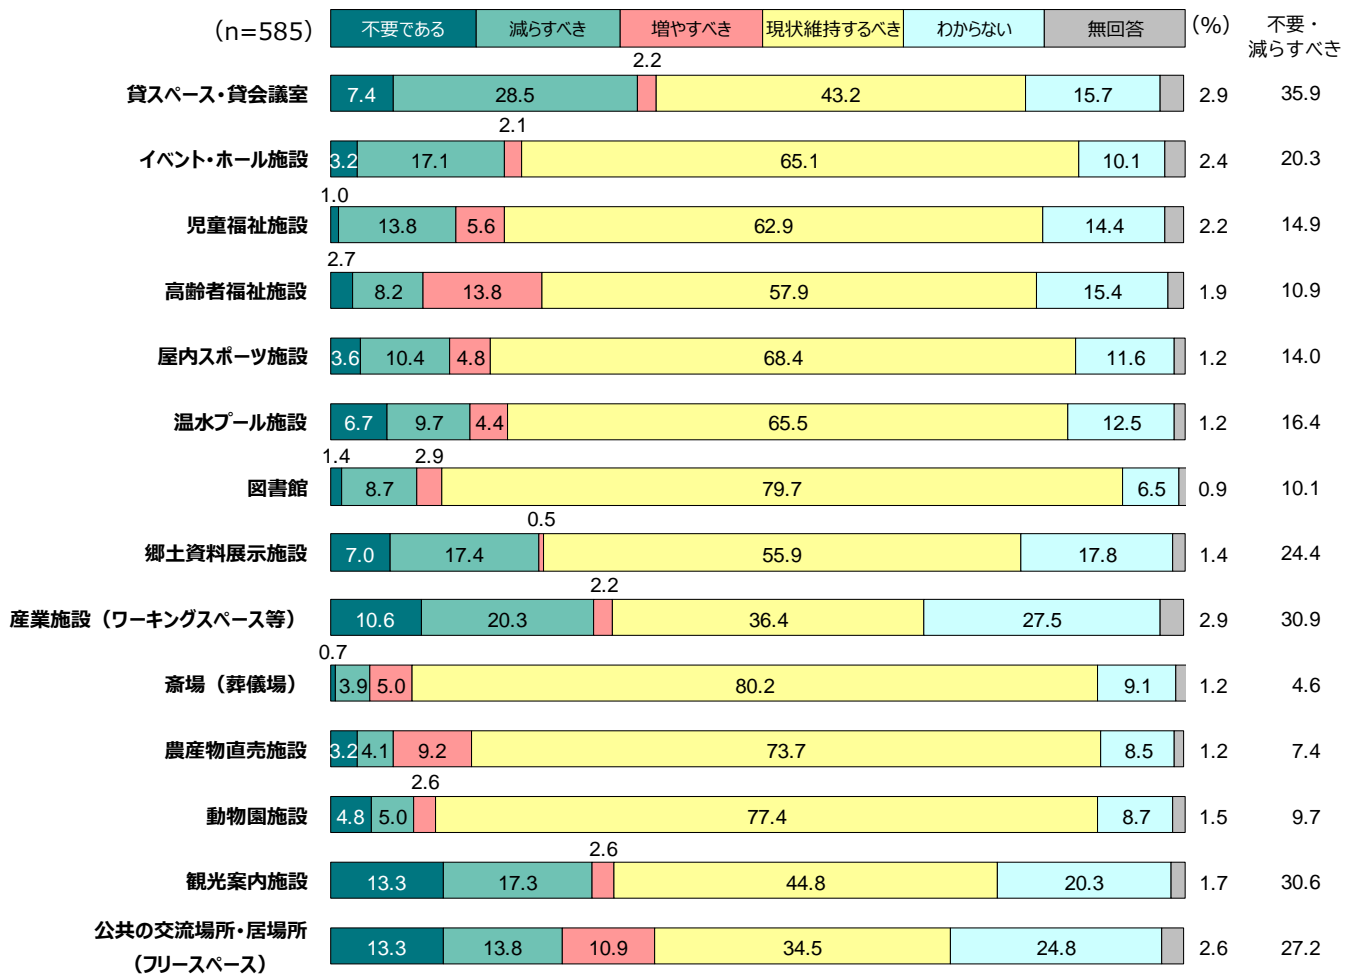 (n=585) 不要である 減らすべき 増やすべき 現状維持するべき わからない 無回答 (%) 不要・
減らすべき
2.2
貸スペース・貸会議室 7.4 28.5 43.2 15.7 2.9 35.9
2.1
イベント・ホール施設 3.2 17.1 65.1 10.1 2.4 20.3
1.0
児童福祉施設 13.8 5.6 62.9 14.4 2.2 14.9
2.7
高齢者福祉施設 8.2 13.8 57.9 15.4 1.9 10.9
屋内スポーツ施設 3.6 10.4 4.8 68.4 11.6 1.2 14.0
温水プール施設 6.7 9.7 4.4 65.5 12.5 1.2 16.4
1.4 2.9
図書館 8.7 79.7 6.5 0.9 10.1
0.5
郷土資料展示施設 7.0 17.4 55.9 17.8 1.4 24.4
2.2
産業施設（ワーキングスペース等） 10.6 20.3 36.4 27.5 2.9 30.9
0.7
斎場（葬儀場） 3.9 5.0 80.2 9.1 1.2 4.6
農産物直売施設 3.2 4.1 9.2 73.7 8.5 1.2 7.4
2.6
動物園施設 4.8 5.0 77.4 8.7 1.5 9.7
2.6
観光案内施設 13.3 17.3 44.8 20.3 1.7 30.6
公共の交流場所・居場所
（フリースペース） 13.3 13.8 10.9 34.5 24.8 2.6 27.2